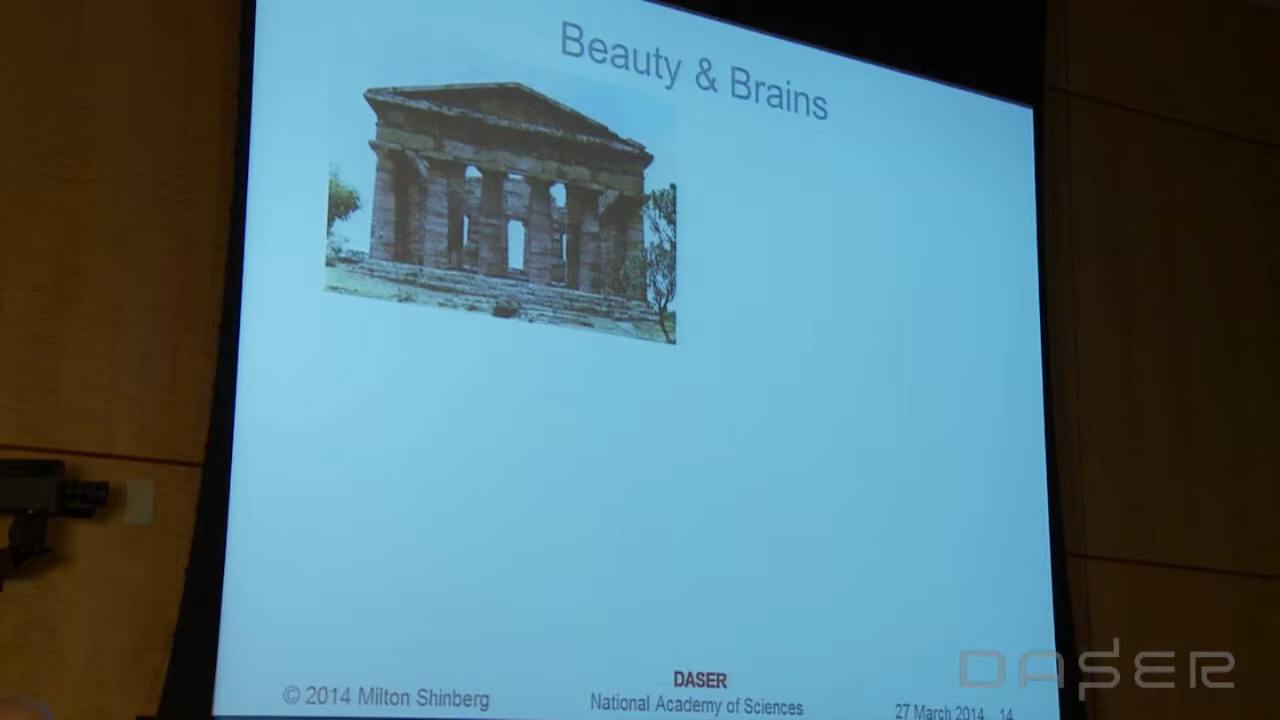 Beauty & Brains
© 2014 Milton Shinberg
DASER
National Academy of Sciences
27 March 2014 14
DASER